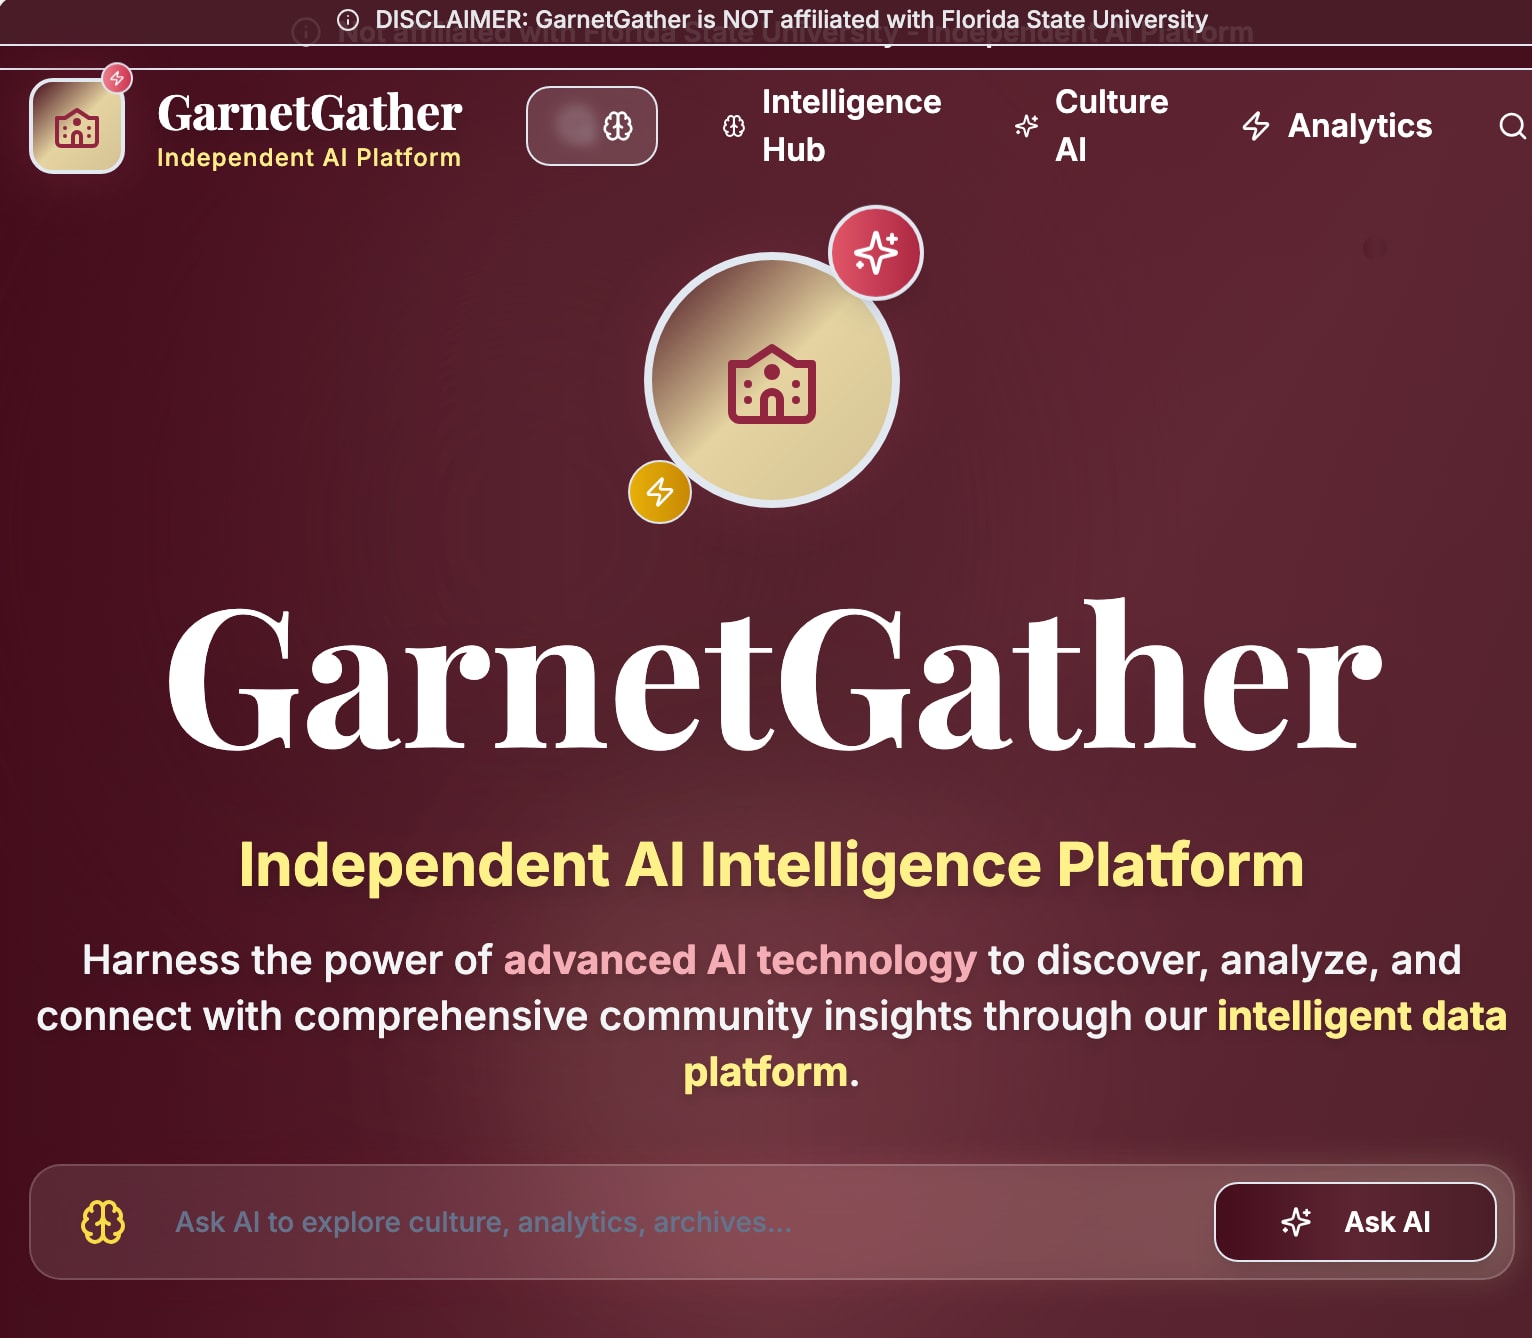 DISCLAIMER: GarnetGather is NOT affiliated with Florida State University
Not affiliated with Florida State University - Independent AI Platform
GarnetGather
Independent AI Platform
Intelligence
Hub
Culture
AI
Analytics
GarnetGather
Independent AI Intelligence Platform
Harness the power of advanced AI technology to discover, analyze, and
connect with comprehensive community insights through our intelligent data
platform.
Ask AI to explore culture, analytics, archives...
Ask AI